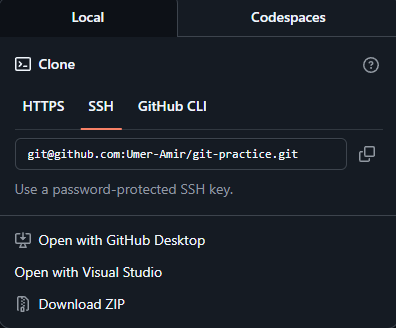 Local
Codespaces
Clone
HTTPS
SSH
GitHub CLI
git@github.com:Umer-Amir/git-practice.git
Use a password-protected SSH key.
Open with GitHub Desktop
Open with Visual Studio
Download ZIP